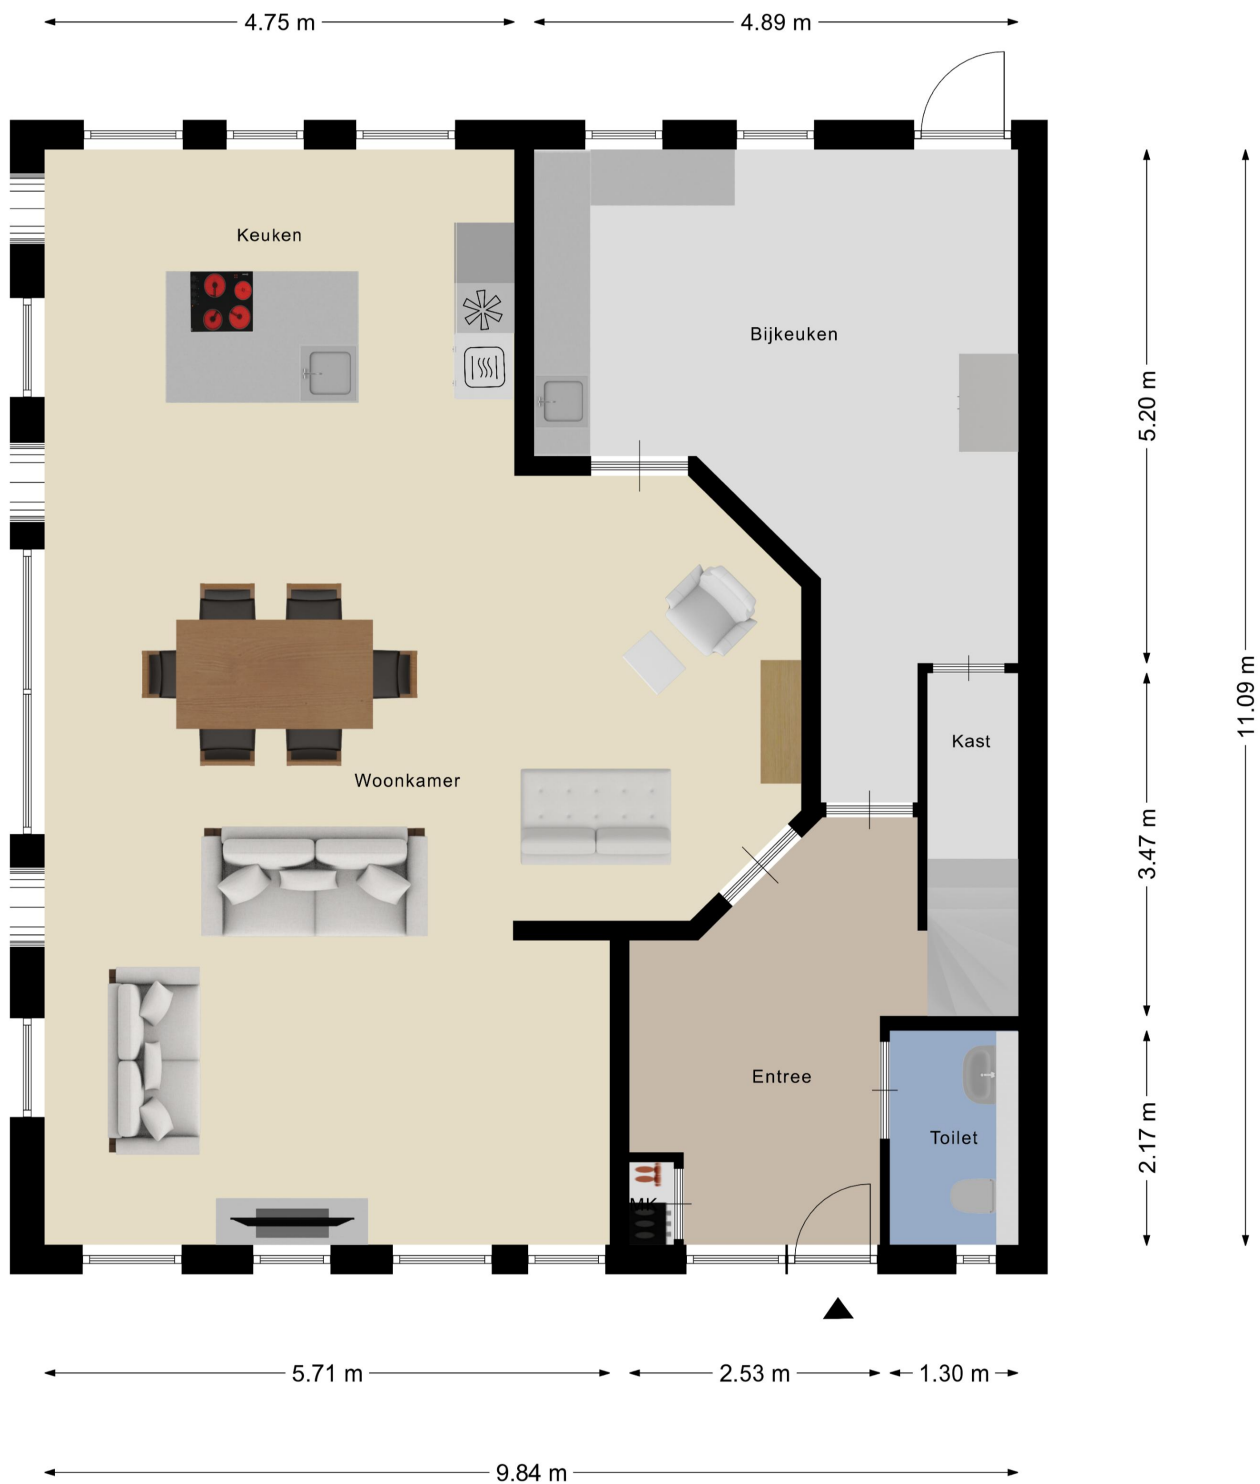 4.75 m
4.89 m
Keuken
Bijkeuken
5.20 m
11.09 m
Kast
Woonkamer
3.47 m
Entree
Toilet
2.17 m
MK
5.71 m
2.53 m
1.30 m
9.84 m